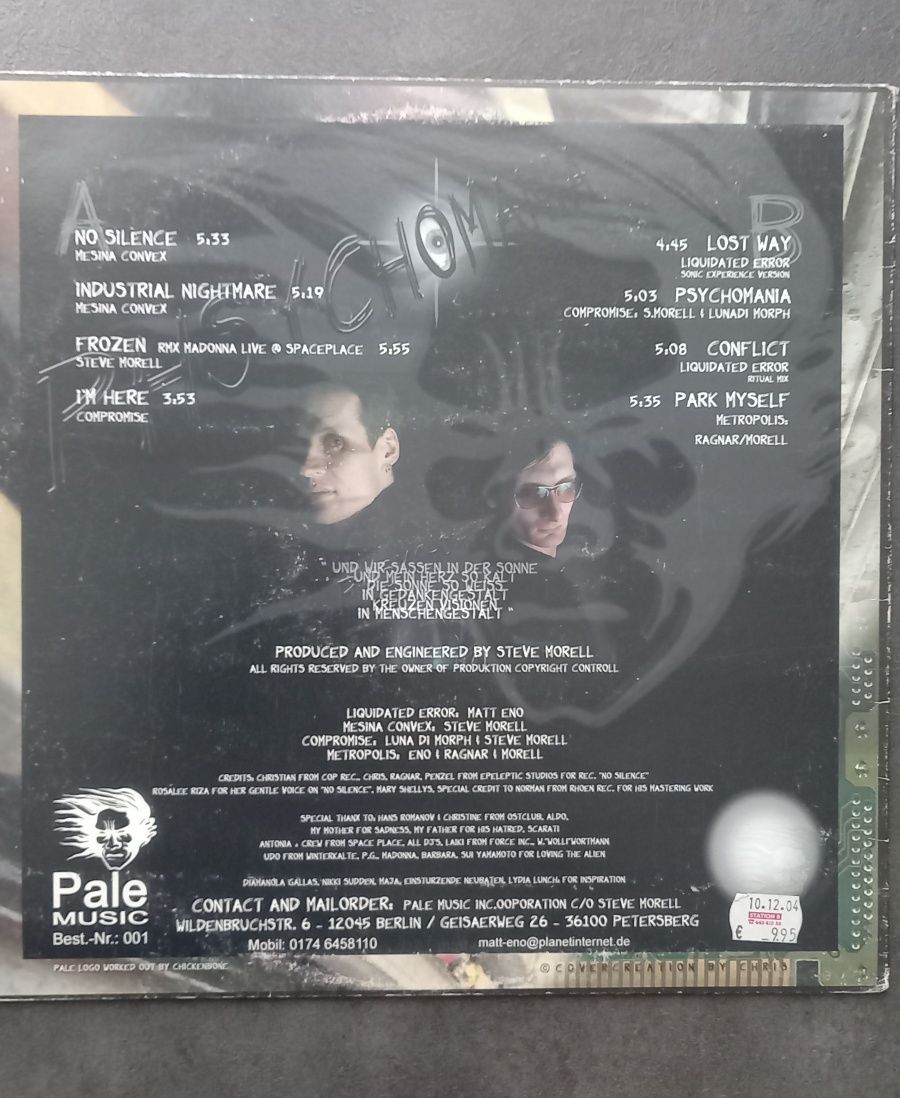 A
NO SILENCE 5:33
MESINA CONVEX
INDUSTRIAL NIGHTMARE 5:19
MESINA CONVEX
FROZEN RMX MADONNA LIVE @ SPACEPLACE 5:55
STEVE MORELL
I'M HERE 3:53
COMPROMISE
B
4:45 LOST WAY
LIQUIDATED ERROR
SONIC EXPERIENCE VERSION
5:03 PSYCHOMANIA
COMPROMISE: S.MORELL & LUNADI MORPH
5:08 CONFLICT
LIQUIDATED ERROR
RITUAL MIX
5:35 PARK MYSELF
METROPOLIS:
RAGNAR/MORELL
" UND WIR SASSEN IN DER SONNE
UND MEIN HERZ SO KALT
DIE SONNE SO WEISS
IN GEDANKENGESTALT
KREUZEN VISIONEN
IN MENSCHENGESTALT "
PRODUCED AND ENGINEERED BY STEVE MORELL
ALL RIGHTS RESERVED BY THE OWNER OF PRODUKTION COPYRIGHT CONTROLL
LIQUIDATED ERROR: MATT ENO
MESINA CONVEX: STEVE MORELL
COMPROMISE: LUNA DI MORPH & STEVE MORELL
METROPOLIS: ENO & RAGNAR & MORELL
CREDITS: CHRISTIAN FROM COP REC., CHRIS, RAGNAR, PENZEL FROM EPELEPTIC STUDIOS FOR REC. "NO SILENCE"
ROSALEE RIZA FOR HER GENTLE VOICE ON "NO SILENCE", MARY SHELLYS, SPECIAL CREDIT TO NORMAN FROM RHOEN REC. FOR HIS MASTERING WORK
SPECIAL THANX TO: HANS ROMANOV & CHRISTINE FROM OSTCLUB, ALDO,
MY MOTHER FOR SADNESS, MY FATHER FOR HIS HATRED, SCARATI
ANTONIA & CREW FROM SPACE PLACE, ALL DJ'S, LAIKI FROM FORCE INC., W.WOLFFWORTMANN
UDO FROM WINTERKALTE, P.G., MADONNA, BARBARA, SUI YAMAMOTO FOR LOVING THE ALIEN
DIAMANOLA GALLAS, NIKKI SUDDEN, MAJA, EINSTURZENDE NEUBATEN, LYDIA LUNCH: FOR INSPIRATION
Pale
MUSIC
Best.-Nr.: 001
CONTACT AND MAILORDER: PALE MUSIC INC.OOPORATION C/O STEVE MORELL
WILDENBRUCHSTR. 6 - 12045 BERLIN / GEISAERWEG 26 - 36100 PETERSBERG
Mobil: 0174 6458110 matt-eno@planetinternet.de
10.12.04
STATION B
€ 9.95
PALE LOGO WORKED OUT BY CHICKENBONE
© COVERCREATION BY CHRIS